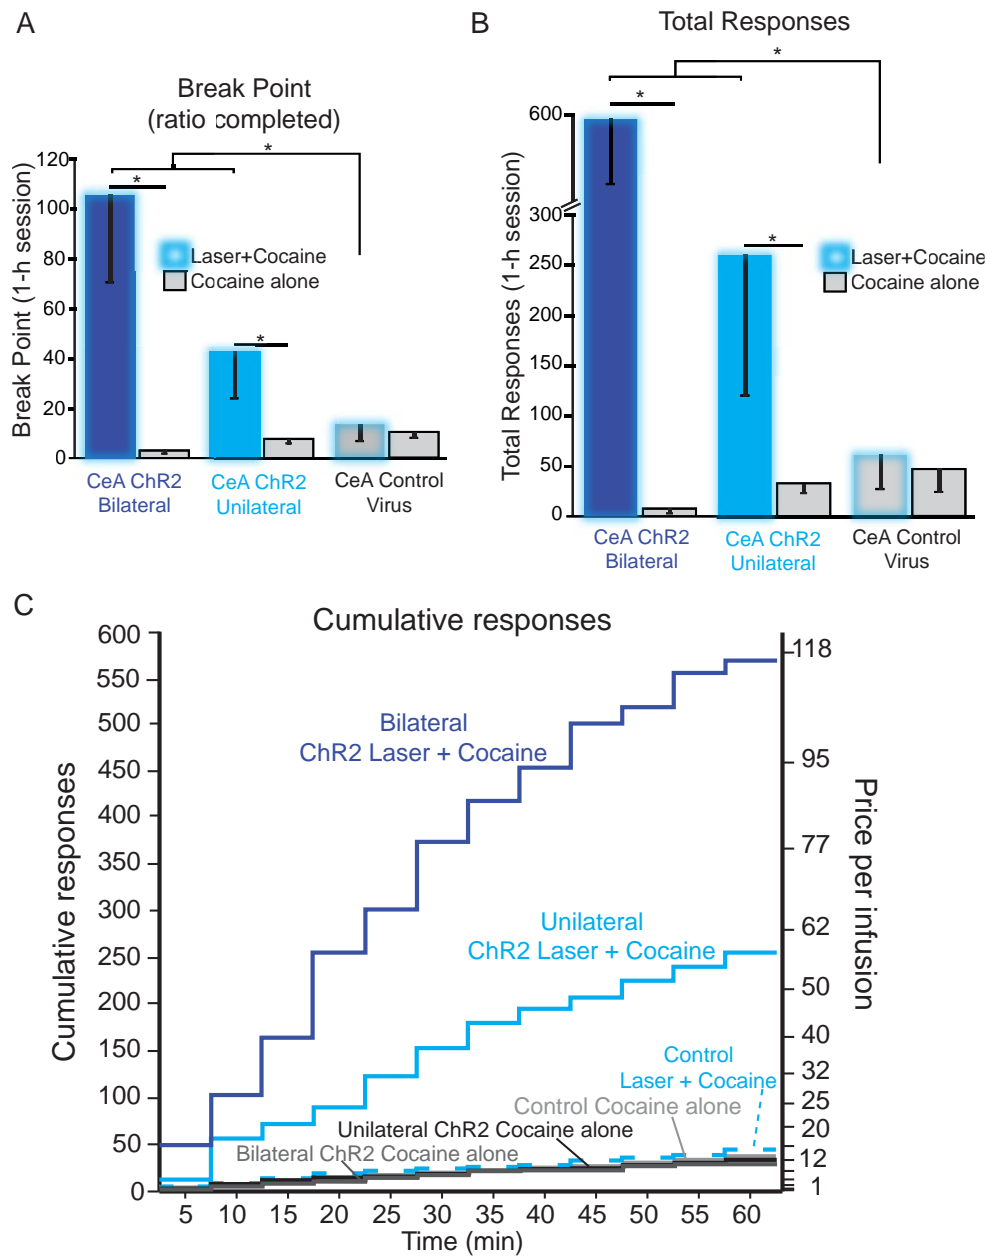 A
Break Point
(ratio completed)
*
*
*
Break Point (1-h session)
120
100
80
60
40
20
0
Laser+Cocaine
Cocaine alone
CeA ChR2
Bilateral
CeA ChR2
Unilateral
CeA Control
Virus
B
Total Responses
*
*
*
Total Responses (1-h session)
600
300
250
200
150
100
50
0
Laser+Cocaine
Cocaine alone
CeA ChR2
Bilateral
CeA ChR2
Unilateral
CeA Control
Virus
C
Cumulative responses
Cumulative responses
600
550
500
450
400
350
300
250
200
150
100
50
0
Bilateral
ChR2 Laser + Cocaine
Unilateral
ChR2 Laser + Cocaine
Control
Laser + Cocaine
Control Cocaine alone
Unilateral ChR2 Cocaine alone
Bilateral ChR2 Cocaine alone
Price per infusion
118
95
77
62
50
40
32
25
20
12
1
5 10 15 20 25 30 35 40 45 50 55 60
Time (min)